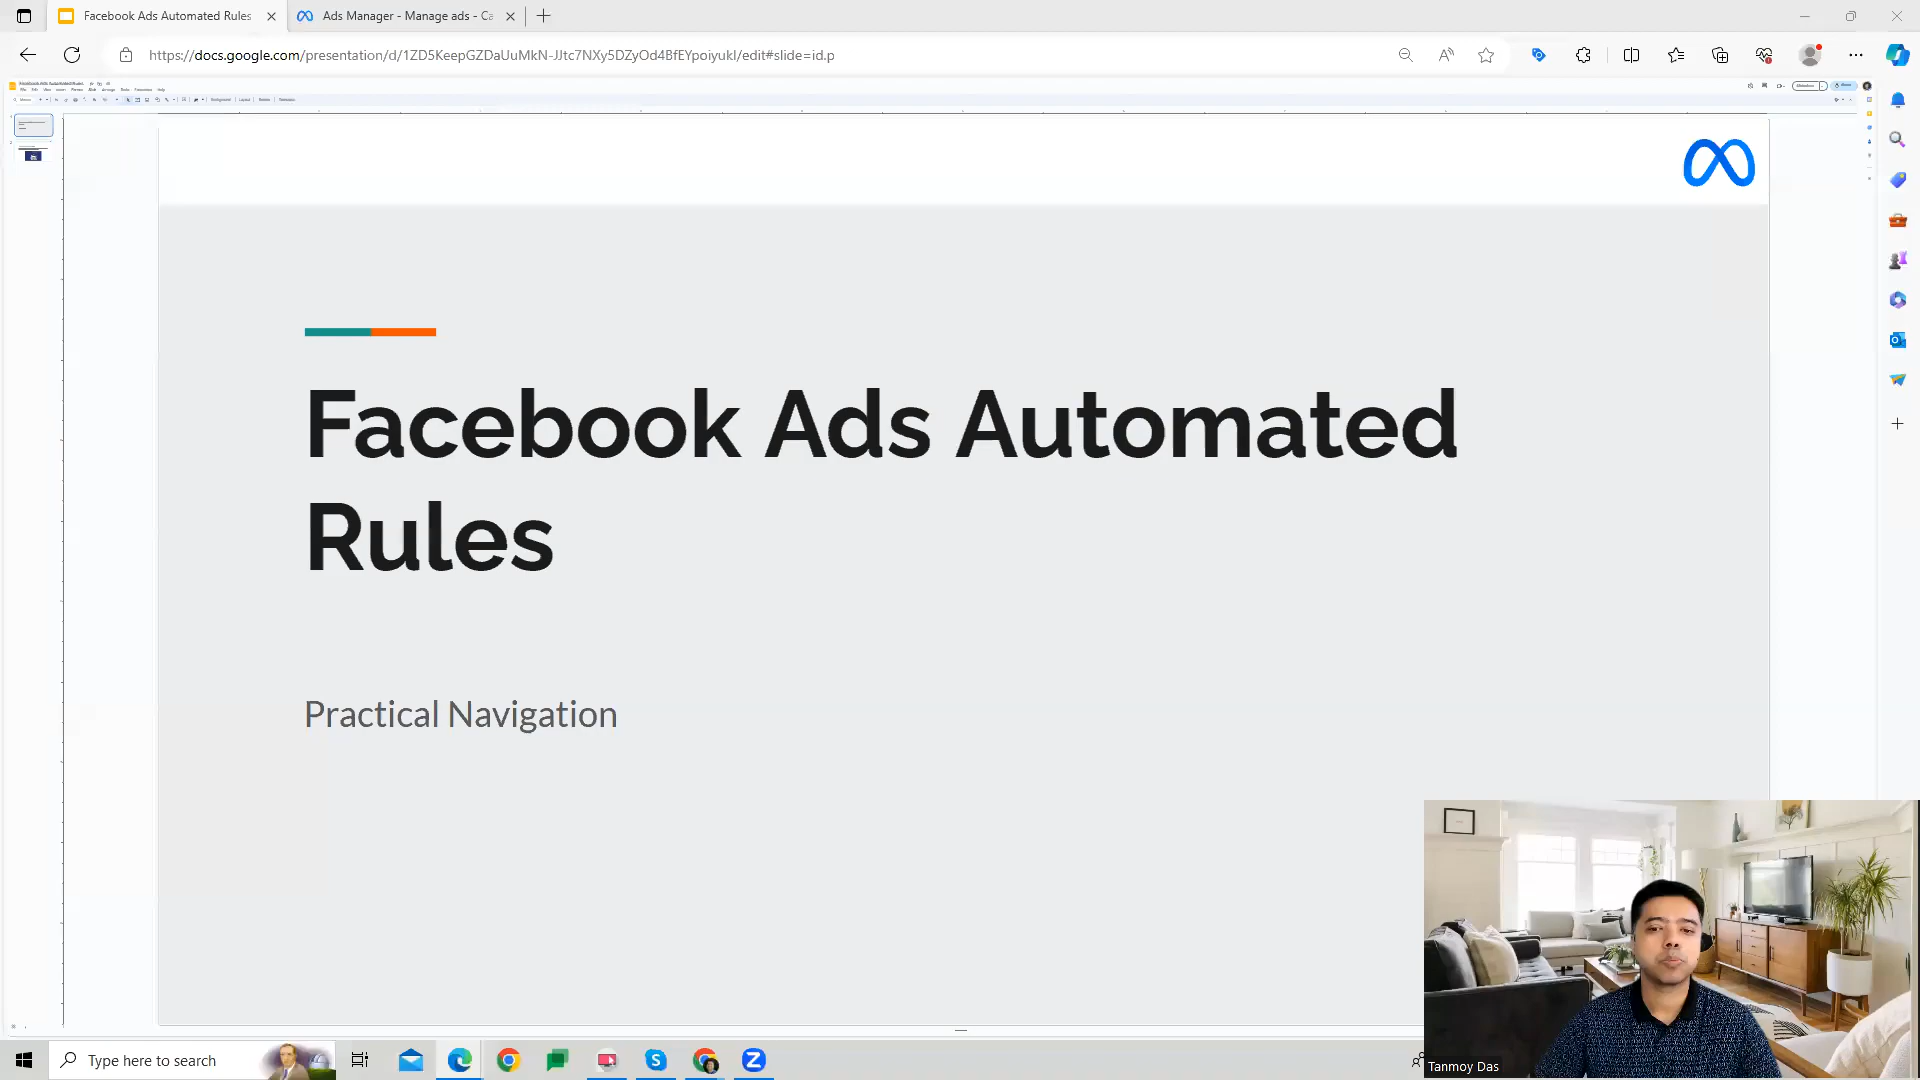 Facebook Ads Automated Rules
Ads Manager - Manage ads - Ca
https://docs.google.com/presentation/d/1ZD5KeepGZDaUuMkN-JJtc7NXy5DZyOd4BfEYpoiyukI/edit#slide=id.p
Facebook Ads Automated
Rules
Practical Navigation
Type here to search
Tanmoy Das